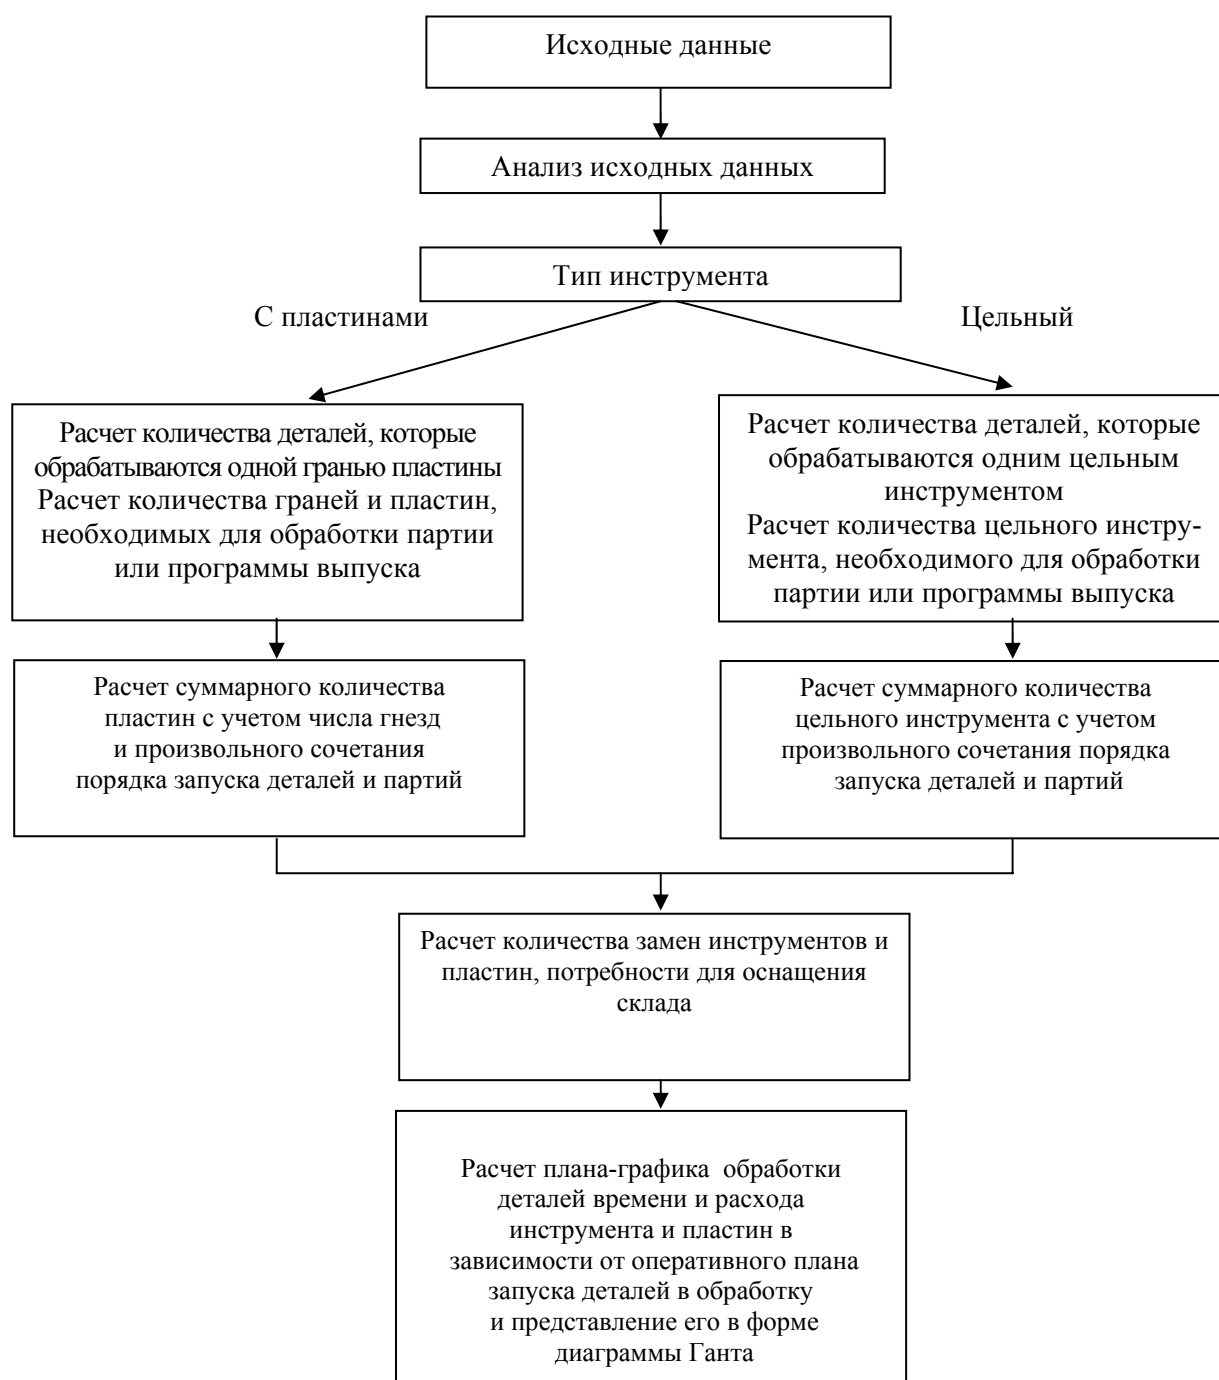 Исходные данные
Анализ исходных данных
Тип инструмента
С пластинами
Цельный
Расчет количества деталей, которые
обрабатываются одной гранью пластины
Расчет количества граней и пластин,
необходимых для обработки партии
или программы выпуска
Расчет количества деталей, которые
обрабатываются одним цельным
инструментом
Расчет количества цельного инстру-
мента, необходимого для обработки
партии или программы выпуска
Расчет суммарного количества
пластин с учетом числа гнезд
и произвольного сочетания
порядка запуска деталей и партий
Расчет суммарного количества
цельного инструмента с учетом
произвольного сочетания порядка
запуска деталей и партий
Расчет количества замен инструментов и
пластин, потребности для оснащения
склада
Расчет плана-графика обработки
деталей времени и расхода
инструмента и пластин в
зависимости от оперативного плана
запуска деталей в обработку
и представление его в форме
диаграммы Ганта